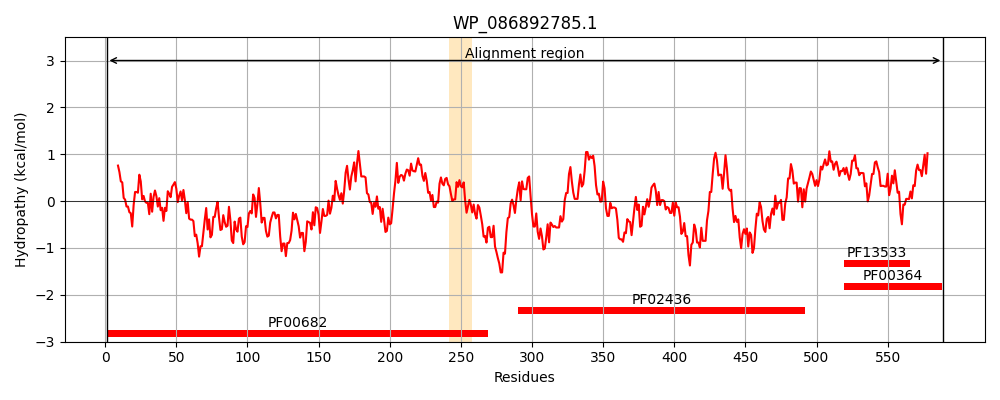 WP_086892785.1
Alignment region
3
2
1
0
−1
−2
−3
Hydropathy (kcal/mol)
PF13533
PF00364
PF02436
PF00682
0 50 100 150 200 250 300 350 400 450 500 550
Residues